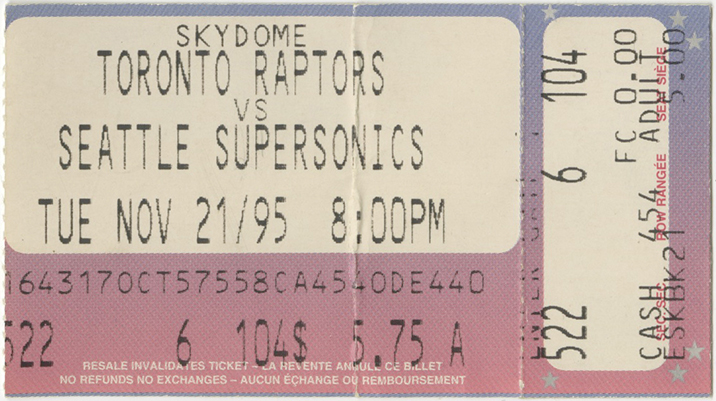 SKYDOME
TORONTO RAPTORS
VS
SEATTLE SUPERSONICS
TUE NOV 21/95 8:00PM
1643170CT57558CA4540DE440
522 6 104$ 5.75 A
RESALE INVALIDATES TICKET – LA REVENTE ANNULE CE BILLET
NO REFUNDS NO EXCHANGES – AUCUN ÉCHANGE OU REMBOURSEMENT
522 6 104
SEC/SEC ROW RANGÉE SEAT SIÈGE
FC 0.00
CASH 454 ADULT
ESKBK21 5.00